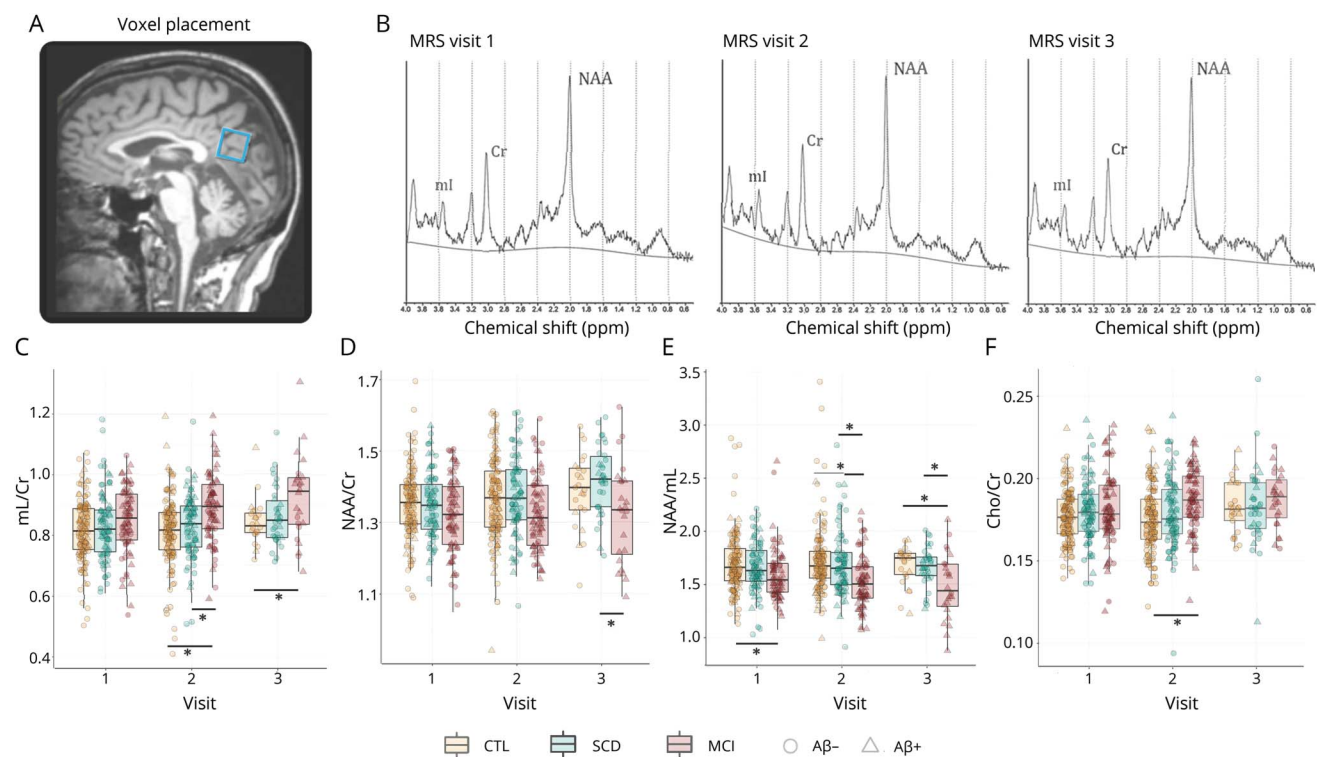 A
Voxel placement
B
MRS visit 1
MRS visit 2
MRS visit 3
NAA
Cr
mI
NAA
Cr
mI
NAA
Cr
mI
4.0 3.8 3.6 3.4 3.2 3.0 2.8 2.6 2.4 2.2 2.0 1.8 1.6 1.4 1.2 1.0 0.8 0.6
4.0 3.8 3.6 3.4 3.2 3.0 2.8 2.6 2.4 2.2 2.0 1.8 1.6 1.4 1.2 1.0 0.8 0.6
4.0 3.8 3.6 3.4 3.2 3.0 2.8 2.6 2.4 2.2 2.0 1.8 1.6 1.4 1.2 1.0 0.8 0.6
Chemical shift (ppm)
Chemical shift (ppm)
Chemical shift (ppm)
C
mL/Cr
1.2
1.0
0.8
0.6
0.4
*
*
*
1 2 3
Visit
D
NAA/Cr
1.7
1.5
1.3
1.1
*
1 2 3
Visit
E
NAA/mL
3.5
3.0
2.5
2.0
1.5
1.0
*
*
*
*
*
1 2 3
Visit
F
Cho/Cr
0.25
0.20
0.15
0.10
*
1 2 3
Visit
CTL
SCD
MCI
Aβ–
Aβ+